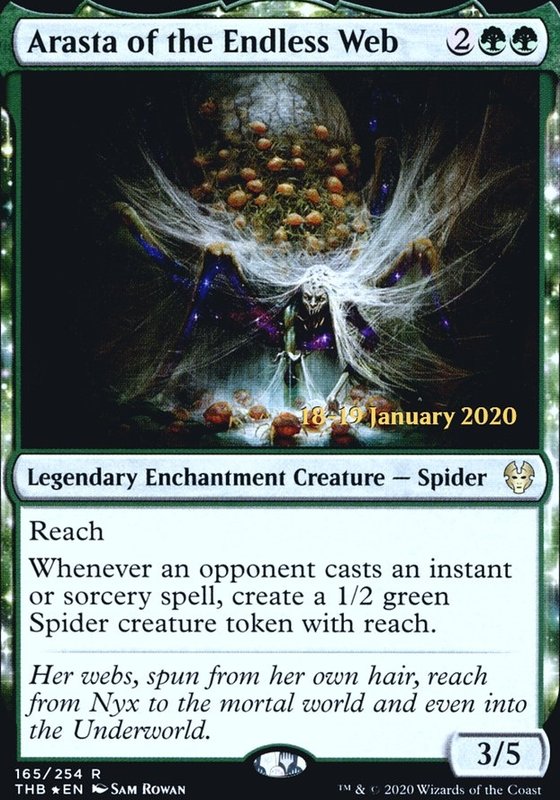 Arasta of the Endless Web 2
18-19 January 2020
Legendary Enchantment Creature — Spider
Reach
Whenever an opponent casts an instant
or sorcery spell, create a 1/2 green
Spider creature token with reach.
Her webs, spun from her own hair, reach
from Nyx to the mortal world and even into
the Underworld.
3/5
165/254 R
THB ★ EN Sam Rowan
™ & © 2020 Wizards of the Coast